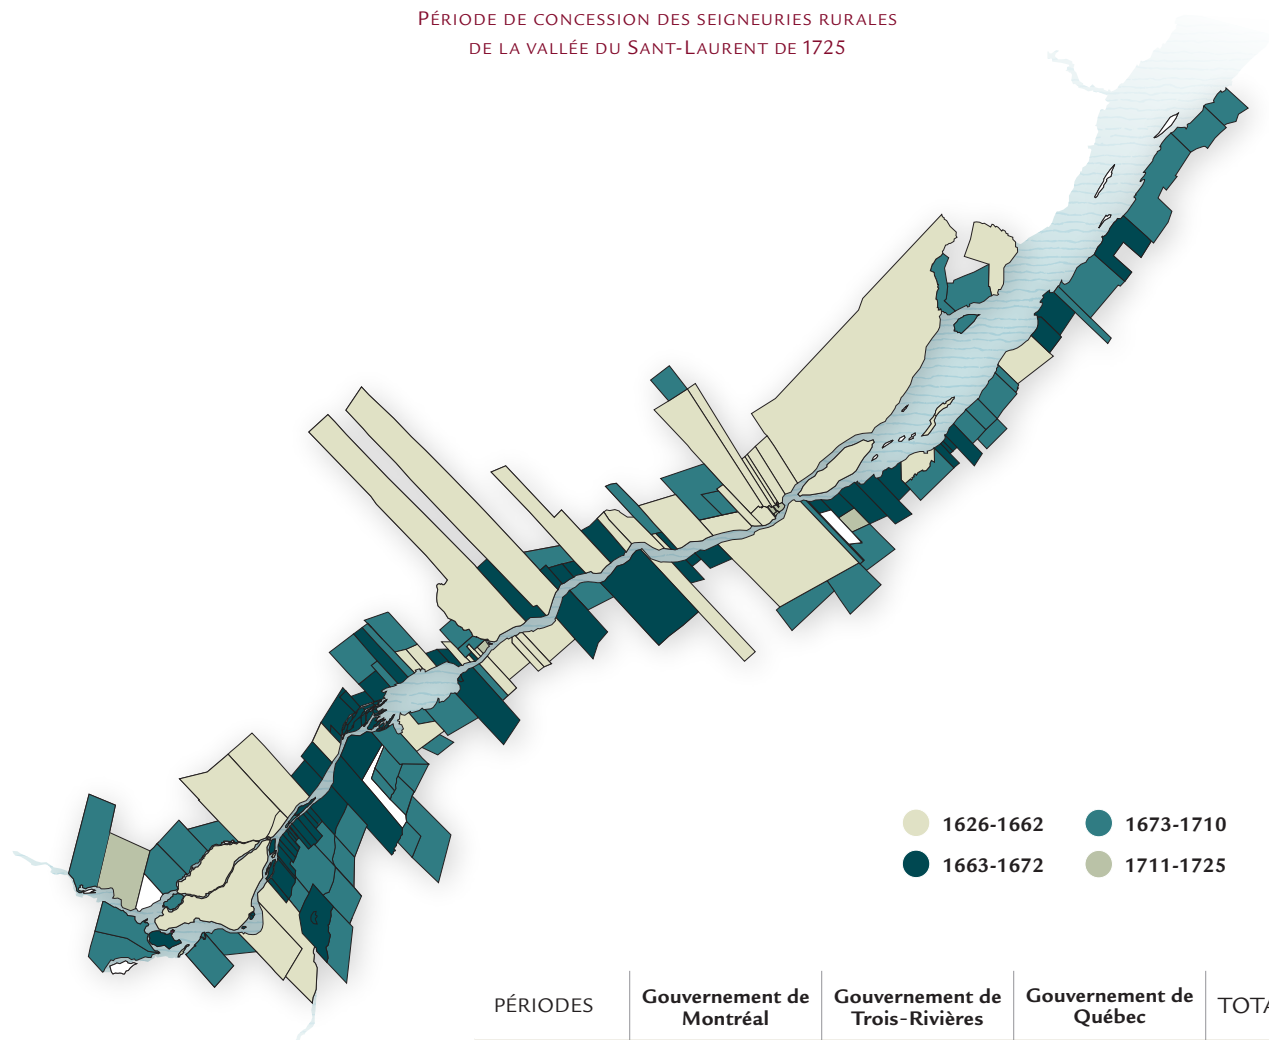 PÉRIODE DE CONCESSION DES SEIGNEURIES RURALES
DE LA VALLÉE DU SANT-LAURENT DE 1725
1626-1662
1673-1710
1663-1672
1711-1725
PÉRIODES
Gouvernement de
Montréal
Gouvernement de
Trois-Rivières
Gouvernement de
Québec